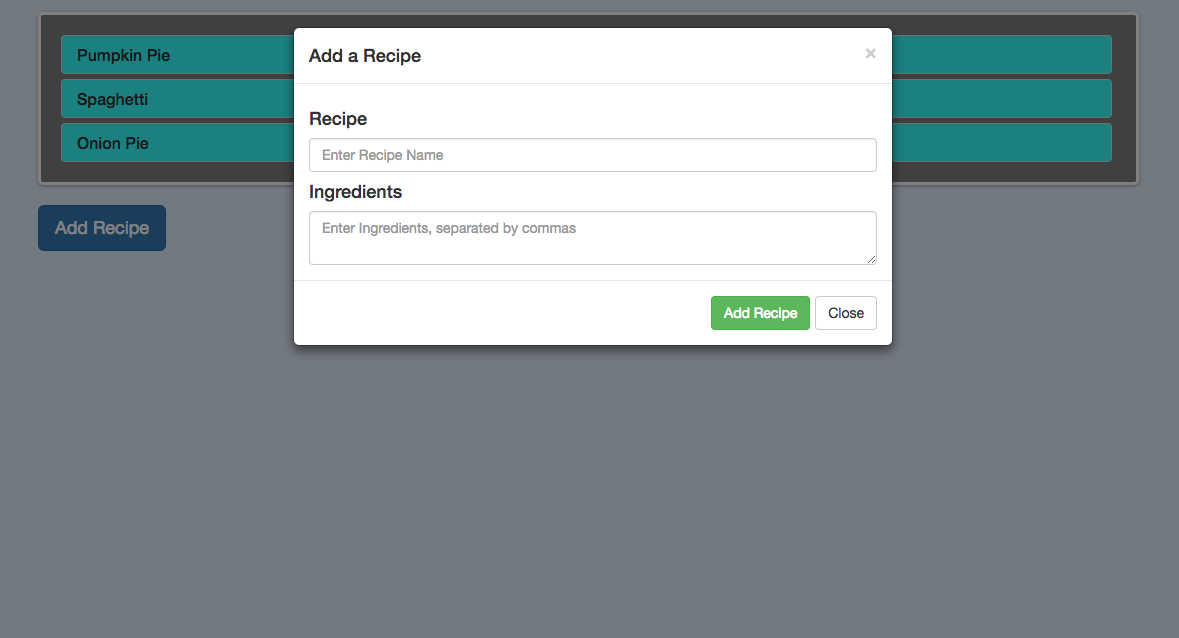 Pumpkin Pie
Spaghetti
Onion Pie
Add Recipe
Add a Recipe ×
Recipe
Enter Recipe Name
Ingredients
Enter Ingredients, separated by commas
Add Recipe Close